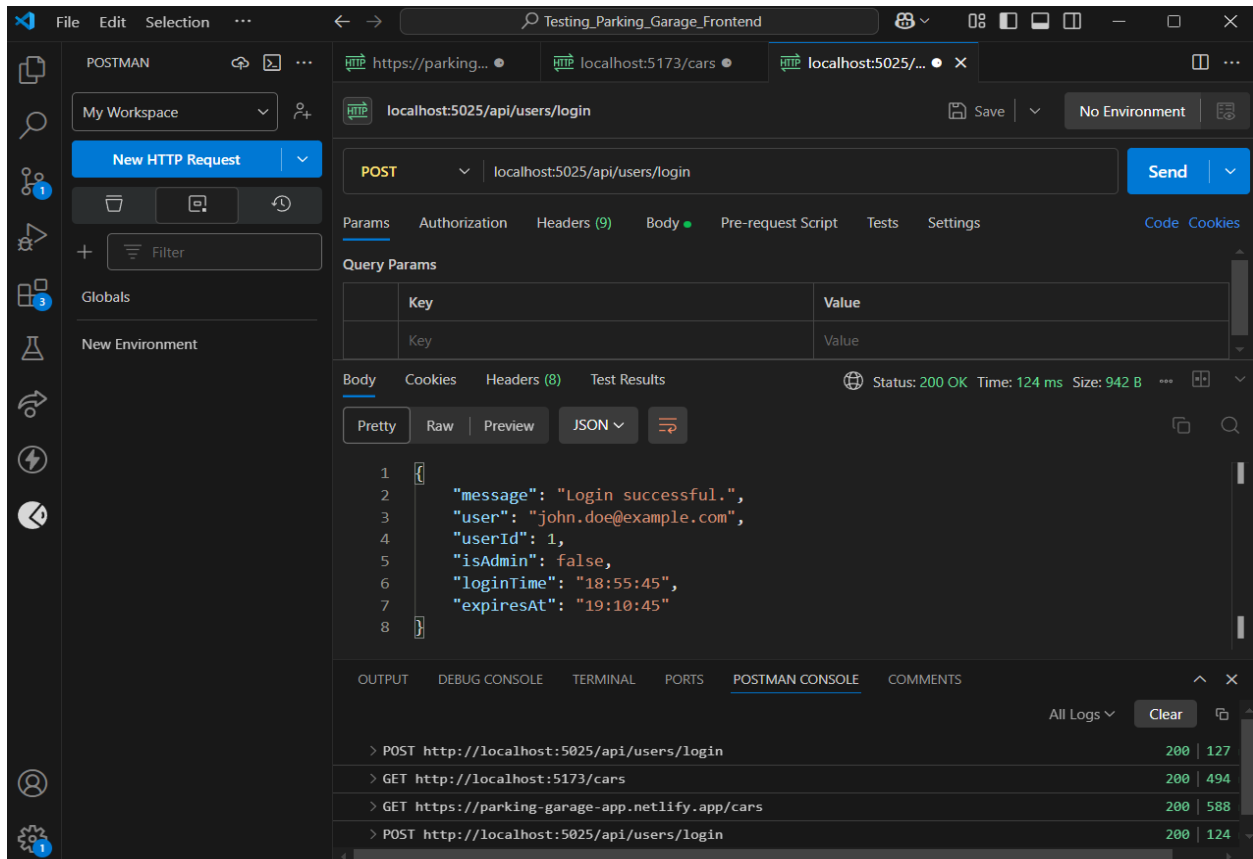 File Edit Selection ··· Testing_Parking_Garage_Frontend
POSTMAN
https://parking... localhost:5173/cars localhost:5025/...
My Workspace
localhost:5025/api/users/login Save No Environment
New HTTP Request
POST localhost:5025/api/users/login Send
Params Authorization Headers (9) Body Pre-request Script Tests Settings Code Cookies
Filter
Query Params
Globals
Key Value
Key Value
New Environment
Body Cookies Headers (8) Test Results Status: 200 OK Time: 124 ms Size: 942 B
Pretty Raw Preview JSON
1 {
2 "message": "Login successful.",
3 "user": "john.doe@example.com",
4 "userId": 1,
5 "isAdmin": false,
6 "loginTime": "18:55:45",
7 "expiresAt": "19:10:45"
8 }
1
3
1
OUTPUT DEBUG CONSOLE TERMINAL PORTS POSTMAN CONSOLE COMMENTS
All Logs Clear
> POST http://localhost:5025/api/users/login 200 | 127
> GET http://localhost:5173/cars 200 | 494
> GET https://parking-garage-app.netlify.app/cars 200 | 588
> POST http://localhost:5025/api/users/login 200 | 124